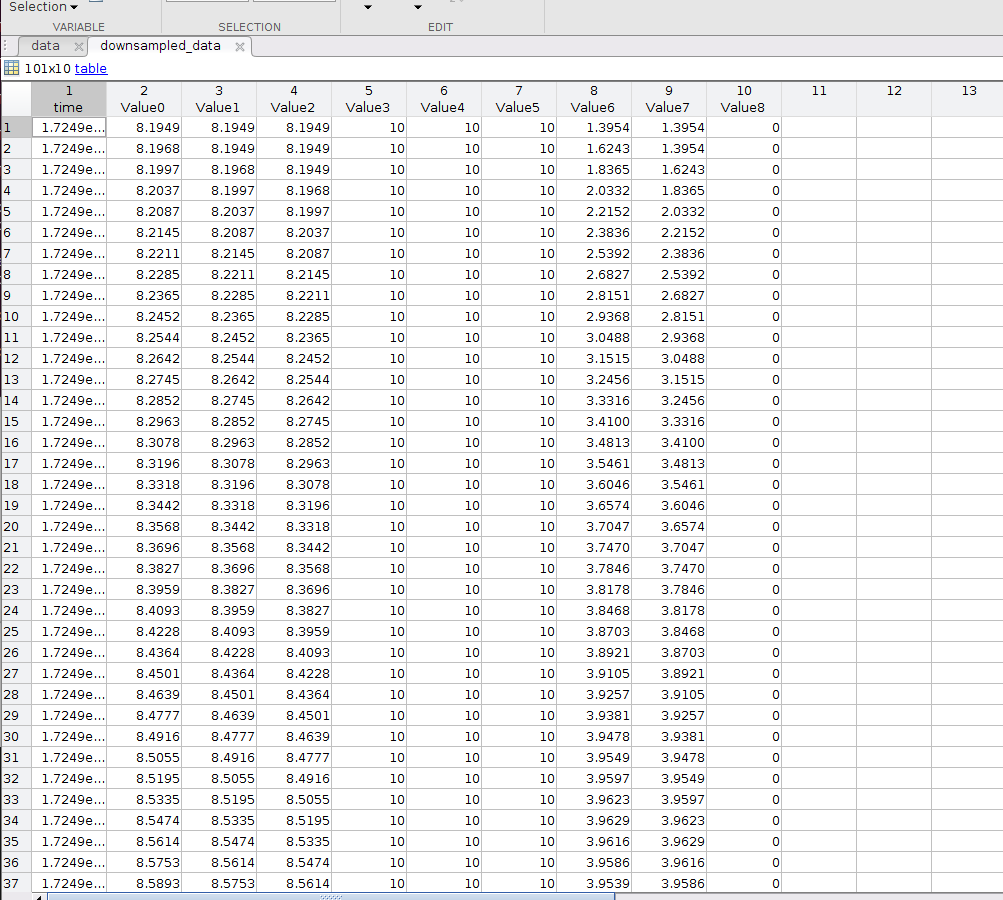 Selection
VARIABLE SELECTION EDIT
data downsampled_data
101x10 table
1 2 3 4 5 6 7 8 9 10 11 12 13
time Value0 Value1 Value2 Value3 Value4 Value5 Value6 Value7 Value8
1 1.7249e... 8.1949 8.1949 8.1949 10 10 10 1.3954 1.3954 0
2 1.7249e... 8.1968 8.1949 8.1949 10 10 10 1.6243 1.3954 0
3 1.7249e... 8.1997 8.1968 8.1949 10 10 10 1.8365 1.6243 0
4 1.7249e... 8.2037 8.1997 8.1968 10 10 10 2.0332 1.8365 0
5 1.7249e... 8.2087 8.2037 8.1997 10 10 10 2.2152 2.0332 0
6 1.7249e... 8.2145 8.2087 8.2037 10 10 10 2.3836 2.2152 0
7 1.7249e... 8.2211 8.2145 8.2087 10 10 10 2.5392 2.3836 0
8 1.7249e... 8.2285 8.2211 8.2145 10 10 10 2.6827 2.5392 0
9 1.7249e... 8.2365 8.2285 8.2211 10 10 10 2.8151 2.6827 0
10 1.7249e... 8.2452 8.2365 8.2285 10 10 10 2.9368 2.8151 0
11 1.7249e... 8.2544 8.2452 8.2365 10 10 10 3.0488 2.9368 0
12 1.7249e... 8.2642 8.2544 8.2452 10 10 10 3.1515 3.0488 0
13 1.7249e... 8.2745 8.2642 8.2544 10 10 10 3.2456 3.1515 0
14 1.7249e... 8.2852 8.2745 8.2642 10 10 10 3.3316 3.2456 0
15 1.7249e... 8.2963 8.2852 8.2745 10 10 10 3.4100 3.3316 0
16 1.7249e... 8.3078 8.2963 8.2852 10 10 10 3.4813 3.4100 0
17 1.7249e... 8.3196 8.3078 8.2963 10 10 10 3.5461 3.4813 0
18 1.7249e... 8.3318 8.3196 8.3078 10 10 10 3.6046 3.5461 0
19 1.7249e... 8.3442 8.3318 8.3196 10 10 10 3.6574 3.6046 0
20 1.7249e... 8.3568 8.3442 8.3318 10 10 10 3.7047 3.6574 0
21 1.7249e... 8.3696 8.3568 8.3442 10 10 10 3.7470 3.7047 0
22 1.7249e... 8.3827 8.3696 8.3568 10 10 10 3.7846 3.7470 0
23 1.7249e... 8.3959 8.3827 8.3696 10 10 10 3.8178 3.7846 0
24 1.7249e... 8.4093 8.3959 8.3827 10 10 10 3.8468 3.8178 0
25 1.7249e... 8.4228 8.4093 8.3959 10 10 10 3.8703 3.8468 0
26 1.7249e... 8.4364 8.4228 8.4093 10 10 10 3.8921 3.8703 0
27 1.7249e... 8.4501 8.4364 8.4228 10 10 10 3.9105 3.8921 0
28 1.7249e... 8.4639 8.4501 8.4364 10 10 10 3.9257 3.9105 0
29 1.7249e... 8.4777 8.4639 8.4501 10 10 10 3.9381 3.9257 0
30 1.7249e... 8.4916 8.4777 8.4639 10 10 10 3.9478 3.9381 0
31 1.7249e... 8.5055 8.4916 8.4777 10 10 10 3.9549 3.9478 0
32 1.7249e... 8.5195 8.5055 8.4916 10 10 10 3.9597 3.9549 0
33 1.7249e... 8.5335 8.5195 8.5055 10 10 10 3.9623 3.9597 0
34 1.7249e... 8.5474 8.5335 8.5195 10 10 10 3.9629 3.9623 0
35 1.7249e... 8.5614 8.5474 8.5335 10 10 10 3.9616 3.9629 0
36 1.7249e... 8.5753 8.5614 8.5474 10 10 10 3.9586 3.9616 0
37 1.7249e... 8.5893 8.5753 8.5614 10 10 10 3.9539 3.9586 0